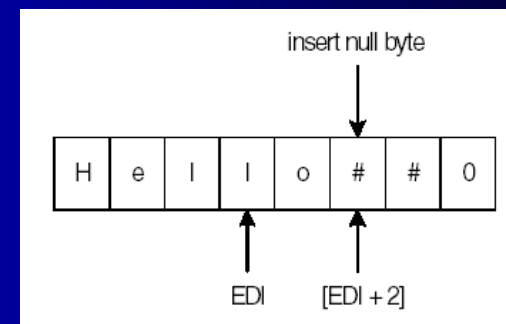 insert null byte
H e l l o # # 0
EDI [EDI + 2]